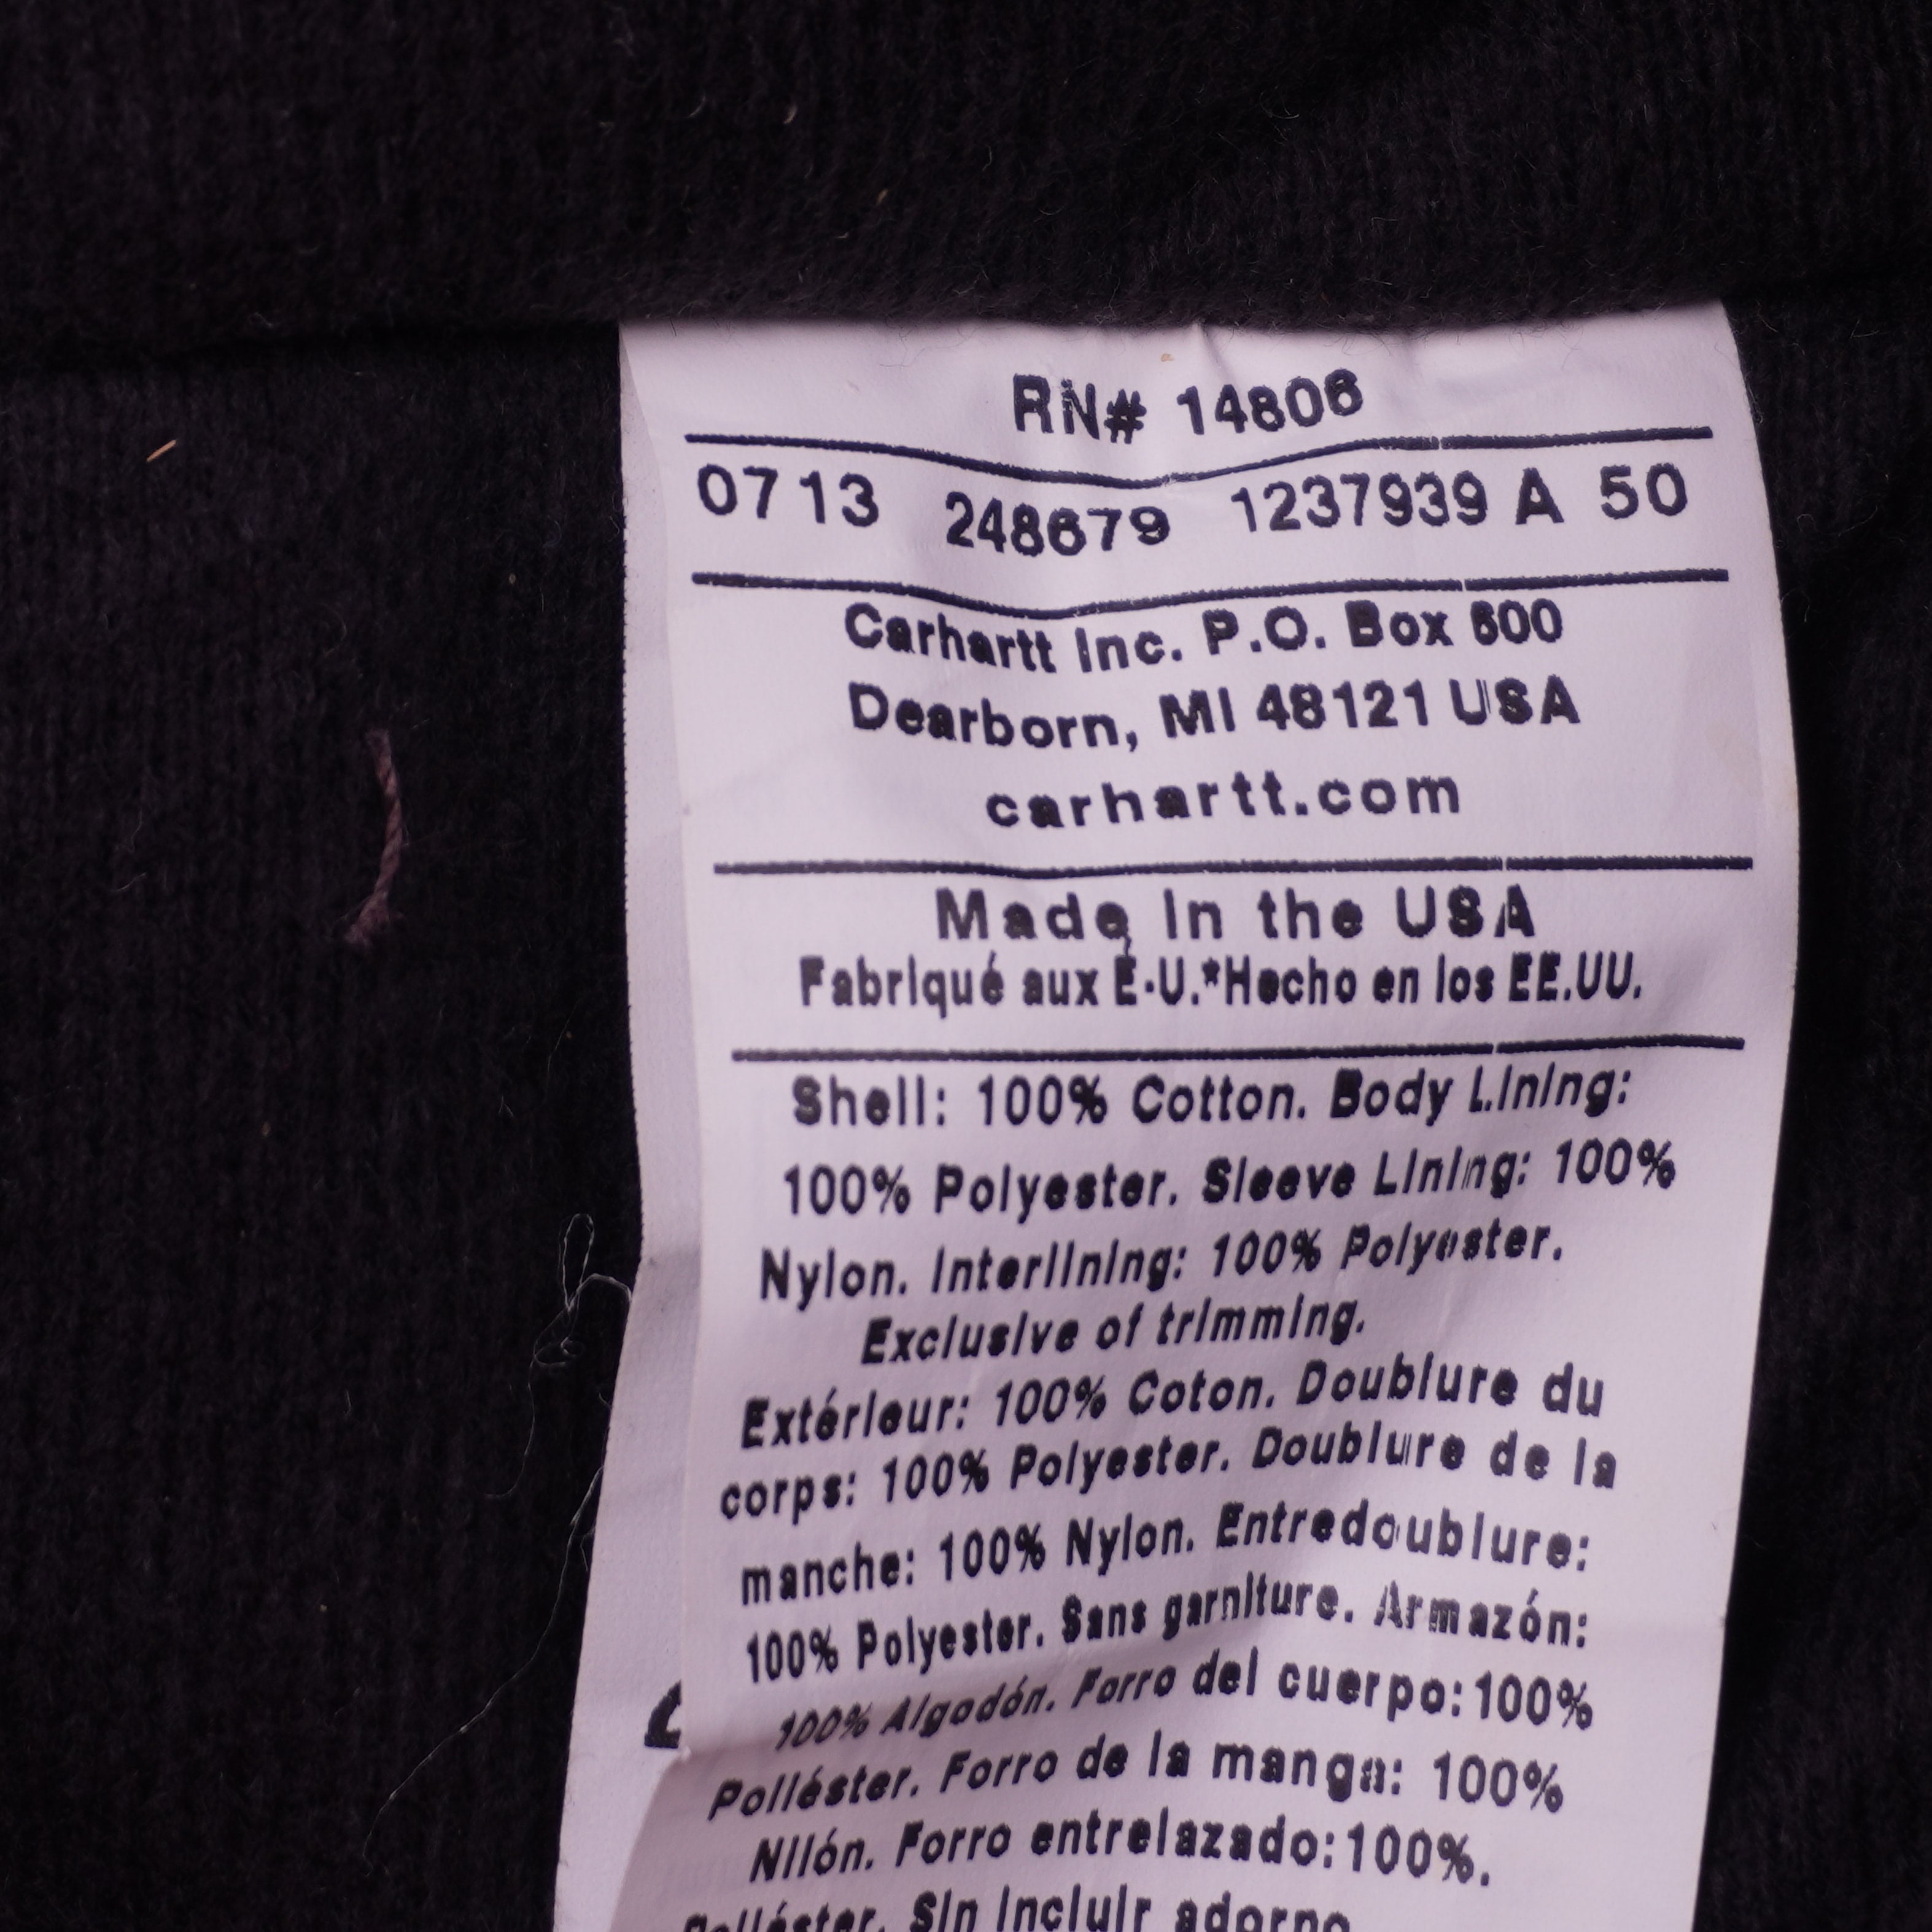 RN# 14806
0713 248679 1237939 A 50
Carhartt Inc. P.O. Box 600
Dearborn, MI 48121 USA
carhartt.com
Made in the USA
Fabriqué aux É-U.*Hecho en los EE.UU.
Shell: 100% Cotton. Body Lining:
100% Polyester. Sleeve Lining: 100%
Nylon. Interlining: 100% Polyester.
Exclusive of trimming.
Extérieur: 100% Coton. Doublure du
corps: 100% Polyester. Doublure de la
manche: 100% Nylon. Entredoublure:
100% Polyester. Sans garniture. Armazón:
100% Algodón. Forro del cuerpo:100%
Poliéster. Forro de la manga: 100%
Nilón. Forro entrelazado:100%.
Poliéster. Sin incluir adorno